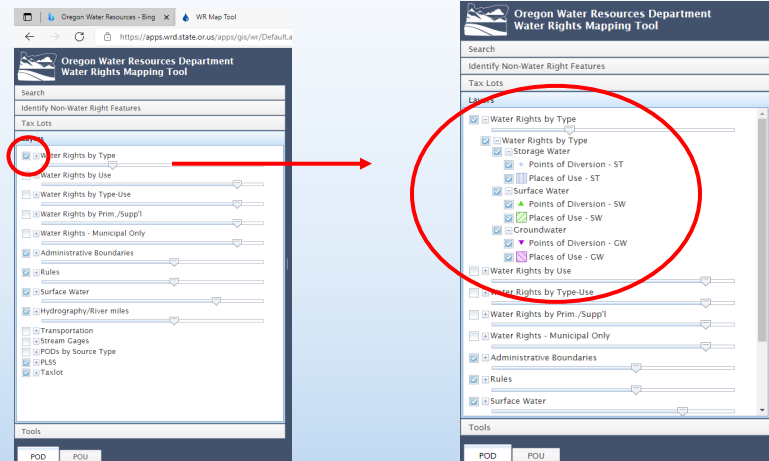 Oregon Water Resources - Bing
WR Map Tool
https://apps.wrd.state.or.us/apps/gis/wr/Default.a
Oregon Water Resources Department
Water Rights Mapping Tool
Search
Identify Non-Water Right Features
Tax Lots
Layers
Water Rights by Type
Water Rights by Use
Water Rights by Type-Use
Water Rights by Prim./Supp'l
Water Rights - Municipal Only
Administrative Boundaries
Rules
Surface Water
Hydrography/River miles
Transportation
Stream Gages
PODs by Source Type
PLSS
Taxlot
Tools
POD POU
Oregon Water Resources Department
Water Rights Mapping Tool
Search
Identify Non-Water Right Features
Tax Lots
Layers
Water Rights by Type
Water Rights by Type
Storage Water
Points of Diversion - ST
Places of Use - ST
Surface Water
Points of Diversion - SW
Places of Use - SW
Groundwater
Points of Diversion - GW
Places of Use - GW
Water Rights by Use
Water Rights by Type-Use
Water Rights by Prim./Supp'l
Water Rights - Municipal Only
Administrative Boundaries
Rules
Surface Water
Tools
POD POU